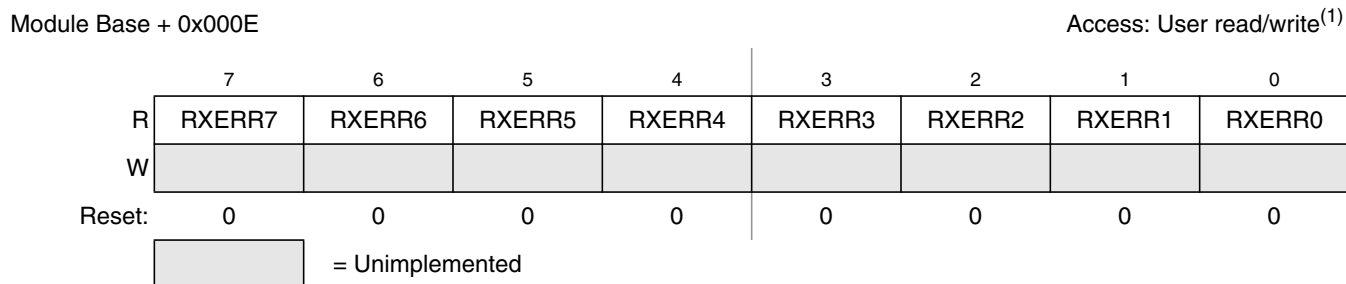 Module Base + 0x000E Access: User read/write(1)
7 6 5 4 3 2 1 0
R RXERR7 RXERR6 RXERR5 RXERR4 RXERR3 RXERR2 RXERR1 RXERR0
W
Reset: 0 0 0 0 0 0 0 0
= Unimplemented